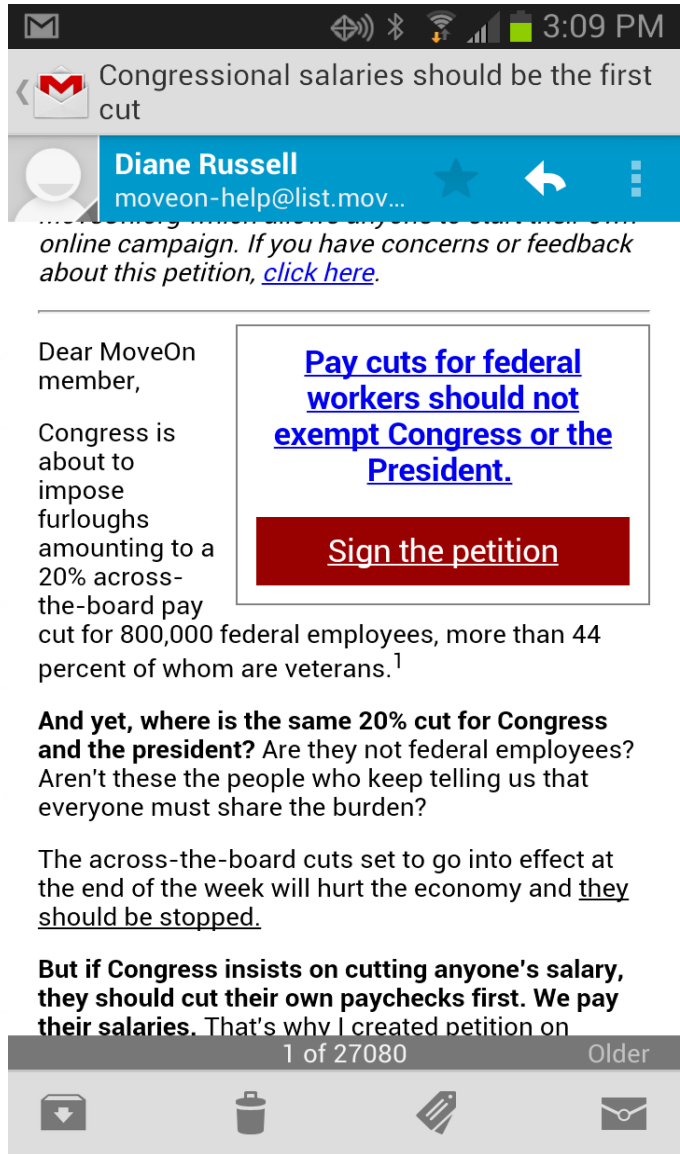 3:09 PM
Congressional salaries should be the first
cut
Diane Russell
moveon-help@list.mov...
online campaign. If you have concerns or feedback
about this petition, click here.
Dear MoveOn
member,
Congress is
about to
impose
furloughs
amounting to a
20% across-
the-board pay
cut for 800,000 federal employees, more than 44
percent of whom are veterans.1
Pay cuts for federal
workers should not
exempt Congress or the
President.
Sign the petition
And yet, where is the same 20% cut for Congress
and the president? Are they not federal employees?
Aren't these the people who keep telling us that
everyone must share the burden?
The across-the-board cuts set to go into effect at
the end of the week will hurt the economy and they
should be stopped.
But if Congress insists on cutting anyone's salary,
they should cut their own paychecks first. We pay
their salaries. That's why I created petition on
1 of 27080
Older